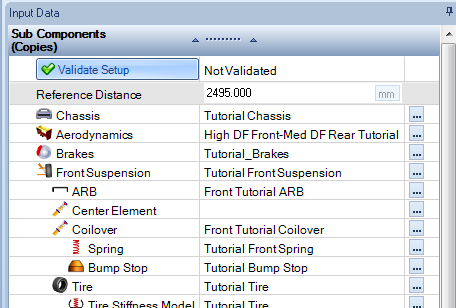 Input Data
Sub Components
(Copies)
Validate Setup NotValidated
Reference Distance 2495.000 mm
Chassis Tutorial Chassis ...
Aerodynamics High DF Front-Med DF Rear Tutorial ...
Brakes Tutorial_Brakes ...
Front Suspension Tutorial Front Suspension ...
ARB Front Tutorial ARB ...
Center Element ...
Coilover Front Tutorial Coilover ...
Spring Tutorial Front Spring ...
Bump Stop Tutorial Bump Stop ...
Tire Tutorial Tire ...
Tire Stiffness Model Tutorial Tire ...